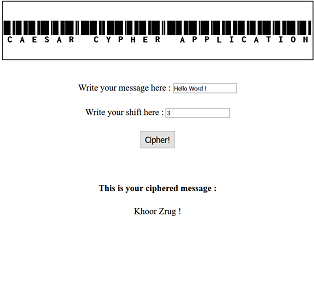 CAESAR CYPHER APPLICATION
Write your message here : Hello Word !
Write your shift here : 3
Cipher!
This is your ciphered message :
Khoor Zrug !